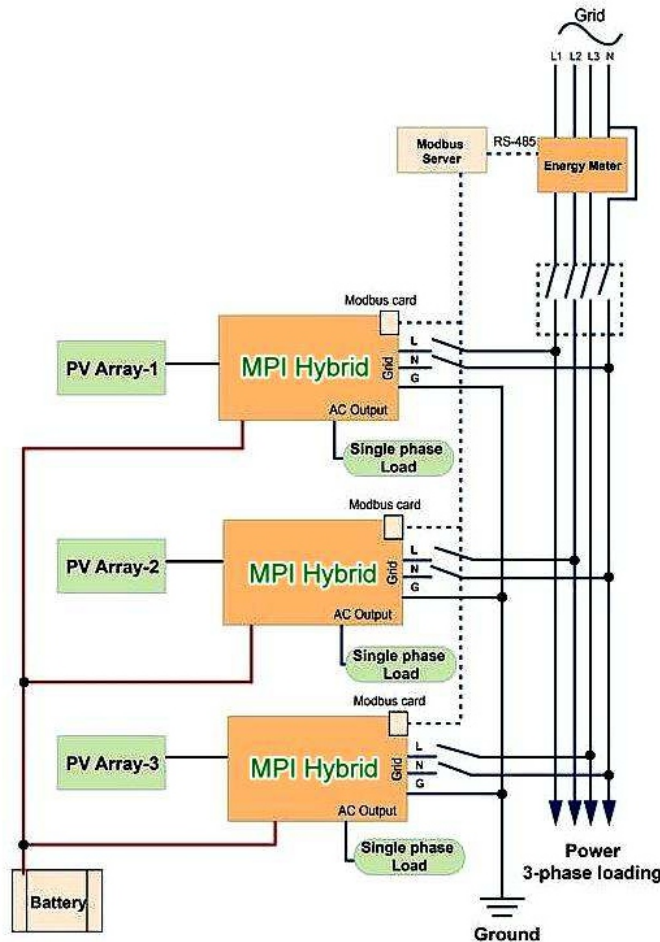 Grid
L1 L2 L3 N
Modbus
Server
RS-485
Energy Meter
Modbus card
PV Array-1
MPI Hybrid
Grid
L
N
G
AC Output
Single phase
Load
Modbus card
PV Array-2
MPI Hybrid
Grid
L
N
G
AC Output
Single phase
Load
Modbus card
PV Array-3
MPI Hybrid
Grid
L
N
G
AC Output
Single phase
Load
Power
3-phase loading
Battery
Ground